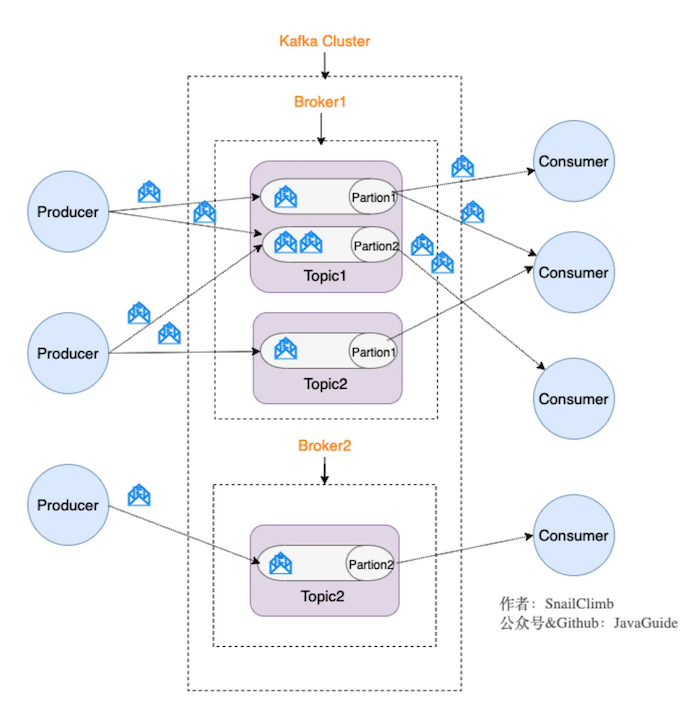 Kafka Cluster
Broker1
Consumer
Producer
Partion1
Partion2
Topic1
Consumer
Producer
Partion1
Topic2
Consumer
Broker2
Producer
Partion2
Topic2
Consumer
作者：SnailClimb
公众号&Github：JavaGuide